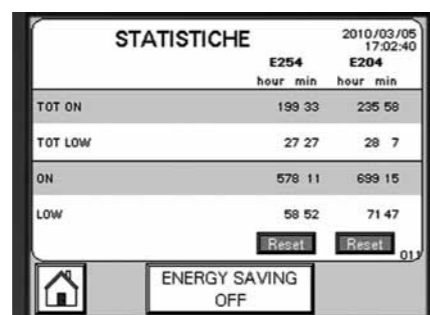 STATISTICHE 2010/03/05
17:02:40
E254 E204
hour min hour min
TOT ON 199 33 235 58
TOT LOW 27 27 28 7
ON 578 11 699 15
LOW 58 52 71 47
Reset Reset
011
ENERGY SAVING
OFF